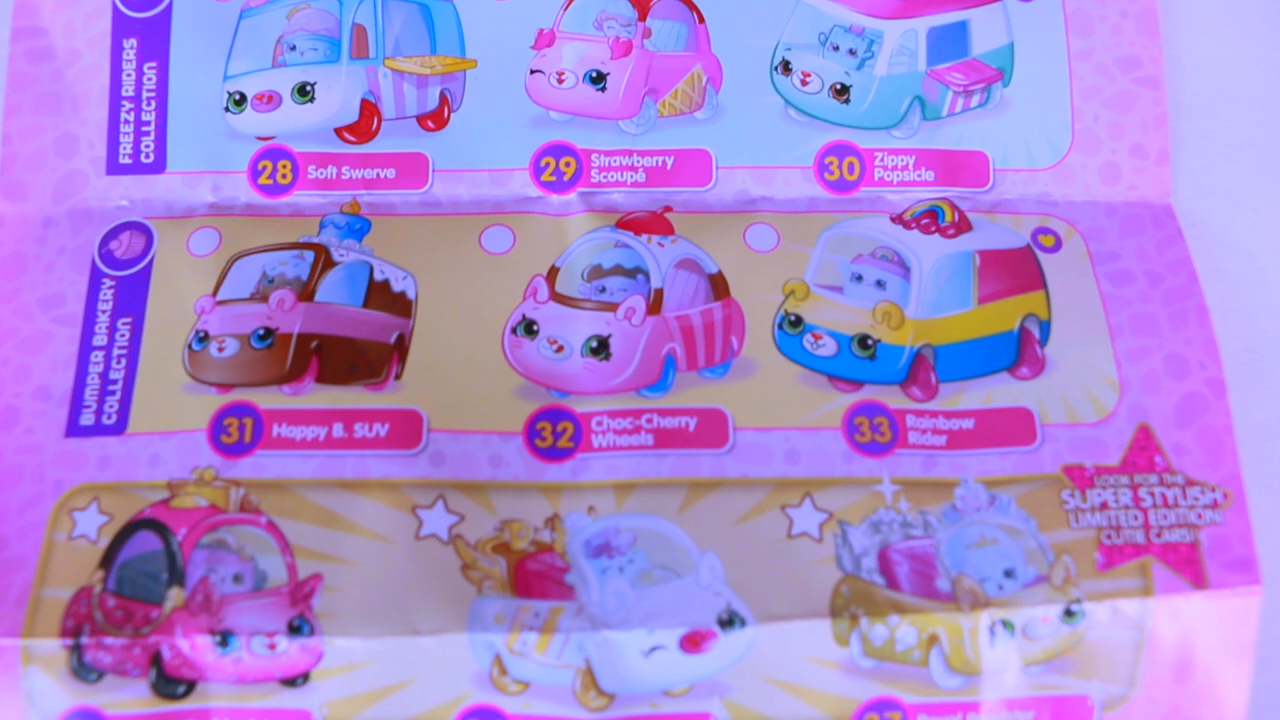 FREEZY RIDERS
COLLECTION
28 Soft Swerve
29 Strawberry
Scoupé
30 Zippy
Popsicle
BUMPER BAKERY
COLLECTION
31 Happy B. SUV
32 Choc-Cherry
Wheels
33 Rainbow
Rider
LOOK FOR THE
SUPER STYLISH
LIMITED EDITION
CUTIE CARS!